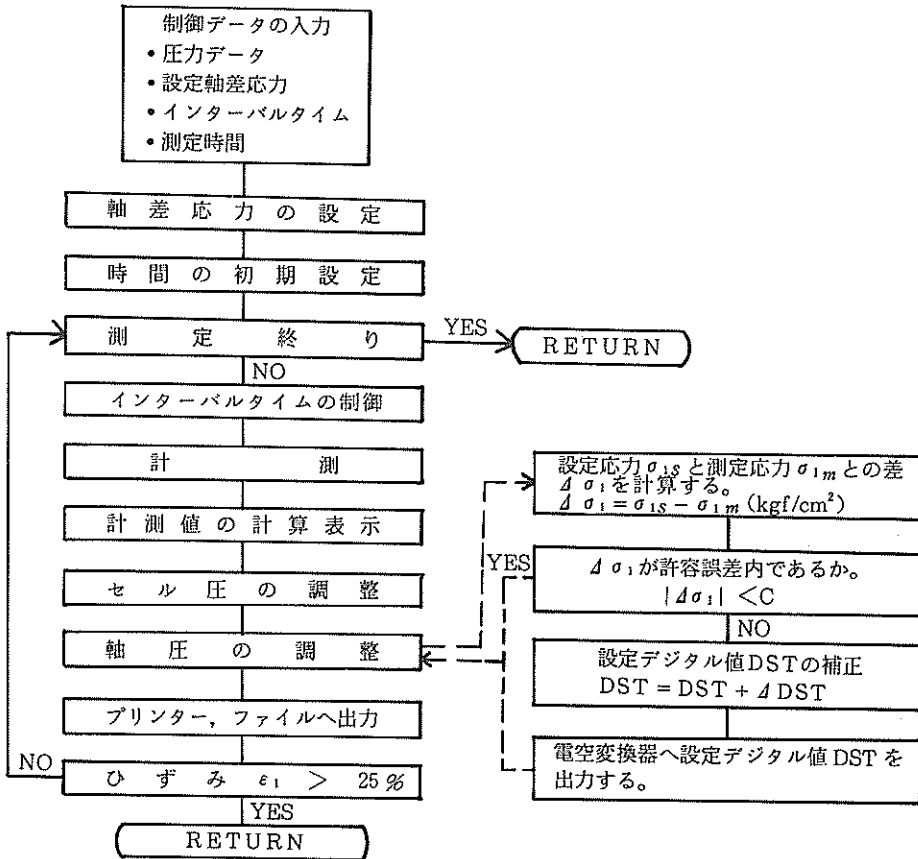 制御データの入力
•圧力データ
•設定軸差応力
•インターバルタイム
•測定時間
軸差応力の設定
時間の初期設定
測定終り
YES
RETURN
NO
インターバルタイムの制御
計測
計測値の計算表示
セル圧の調整
軸圧の調整
プリンター，ファイルへ出力
NO
ひずみ ε₁ > 25%
YES
RETURN
設定応力σ₁sと測定応力σ₁mとの差
Δσ₁を計算する。
Δσ₁=σ₁s−σ₁m (kgf/cm²)
YES
Δσ₁が許容誤差内であるか。
|Δσ₁| <C
NO
設定デジタル値DSTの補正
DST=DST+ΔDST
電空変換器へ設定デジタル値DSTを
出力する。